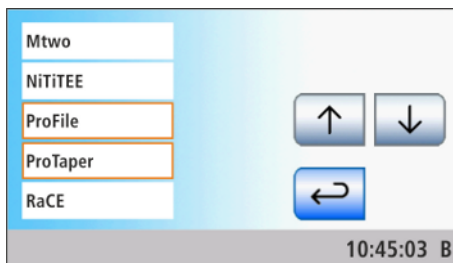 Mtwo
NiTiTEE
ProFile
ProTaper
RaCE
10:45:03 B